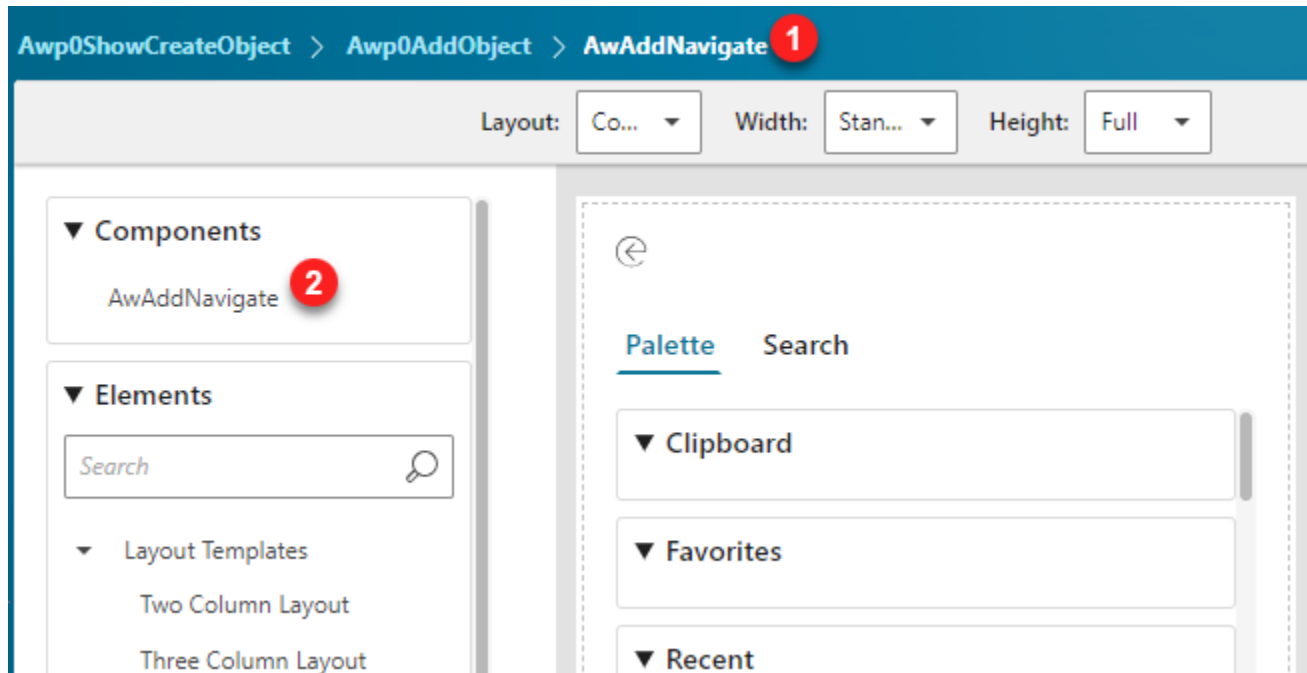 Awp0ShowCreateObject > Awp0AddObject > AwAddNavigate 1
Layout: Co... Width: Stan... Height: Full
Components
AwAddNavigate 2
Elements
Search
Layout Templates
Two Column Layout
Three Column Layout
Palette Search
Clipboard
Favorites
Recent